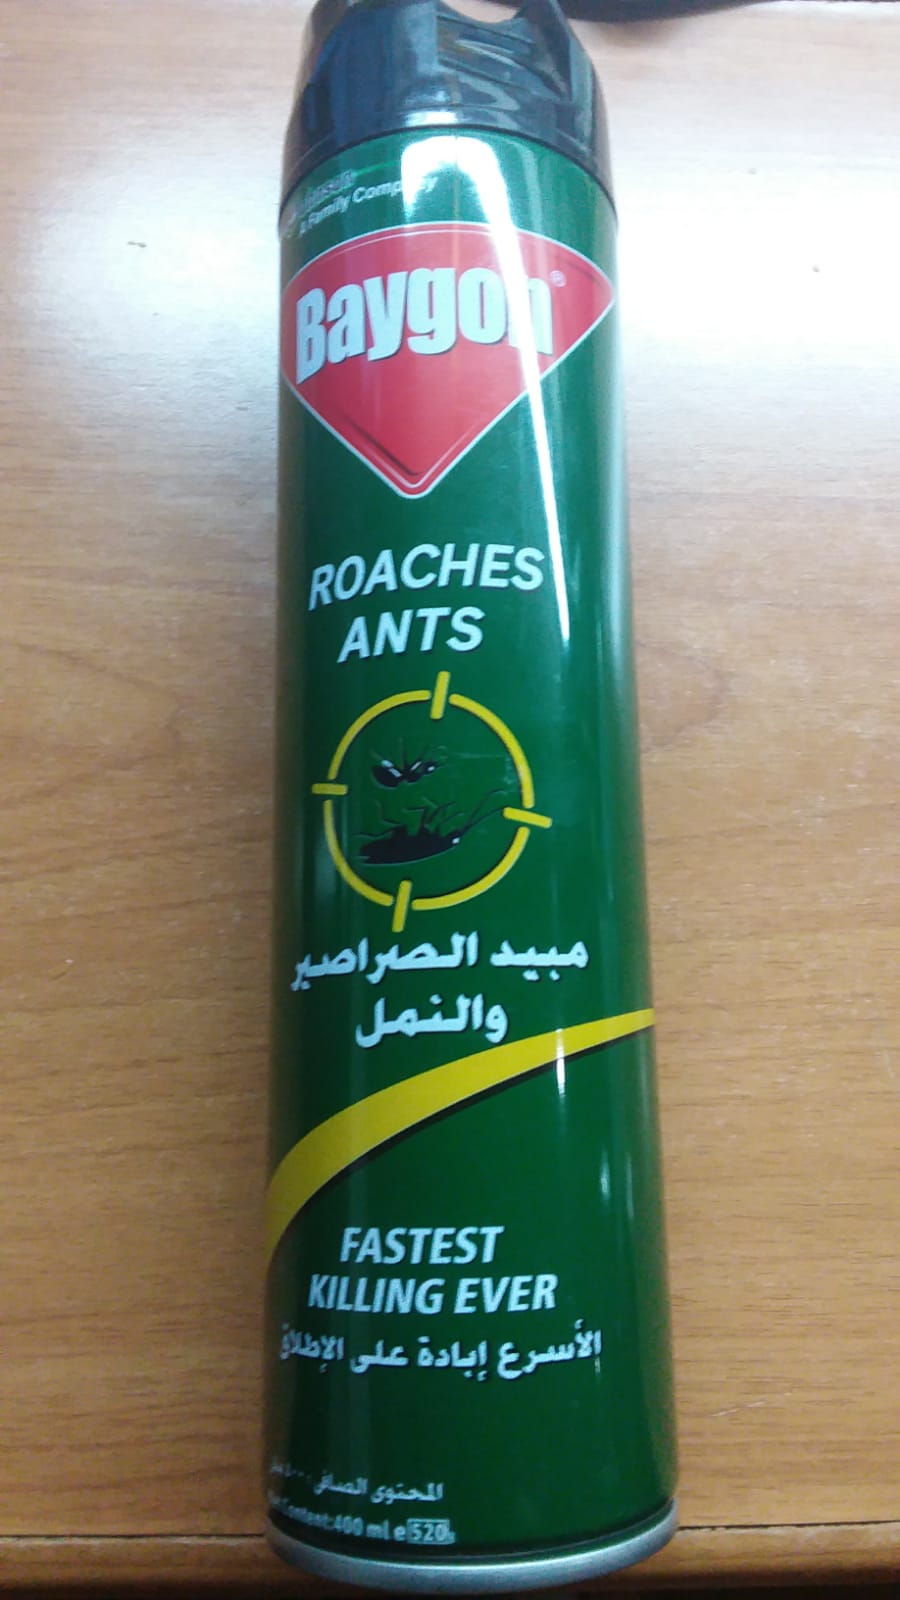 A Family Company
Baygon®
ROACHES
ANTS
مبيد الصراصير
والنمل
FASTEST
KILLING EVER
الأسرع إبادة على الإطلاق
المحتوى الصافي:
Content:400 ml e 520